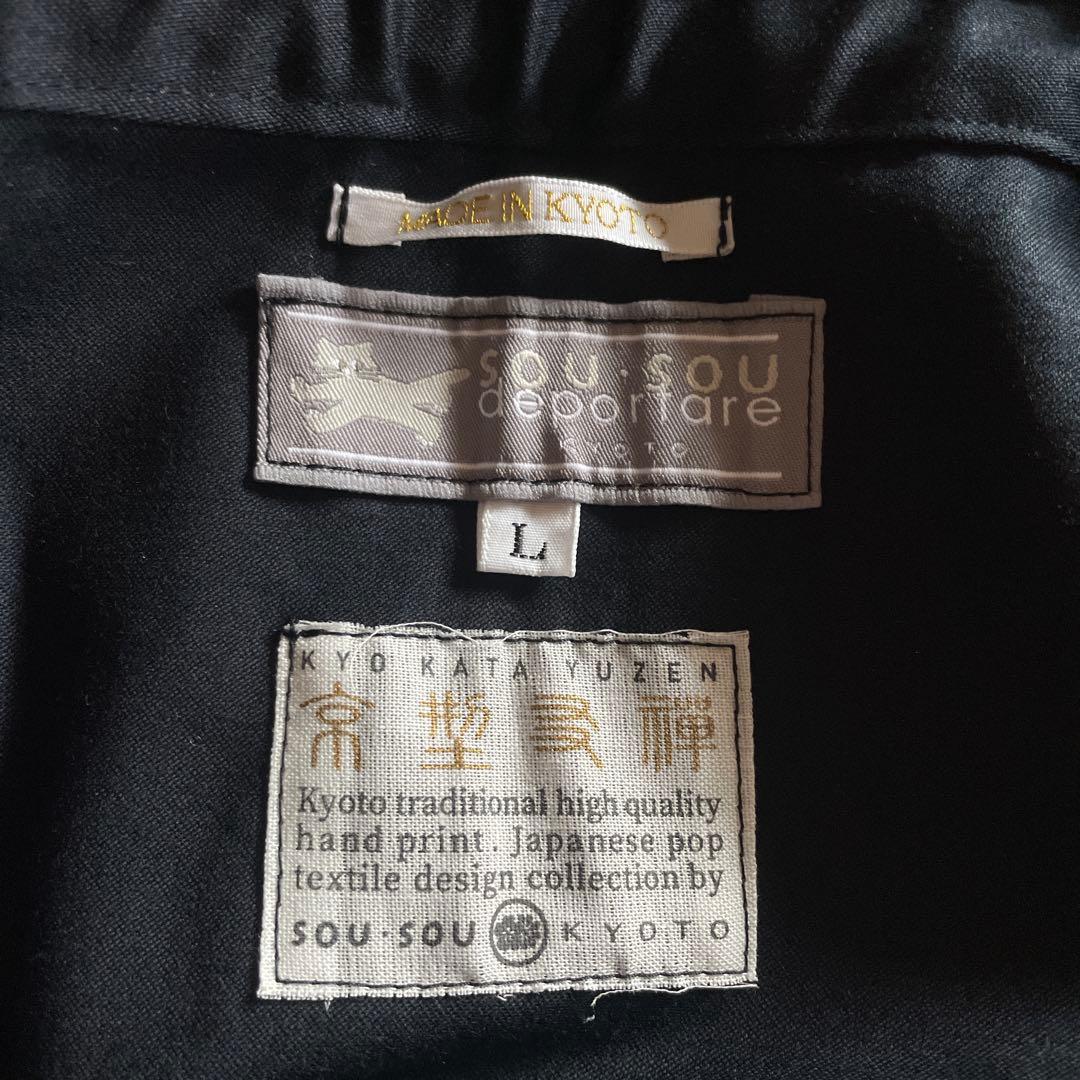 MADE IN KYOTO
SOU・SOU
deportare
KYOTO
L
KYO KATA YUZEN
京型友禅
Kyoto traditional high quality
hand print. Japanese pop
textile design collection by
SOU・SOU KYOTO